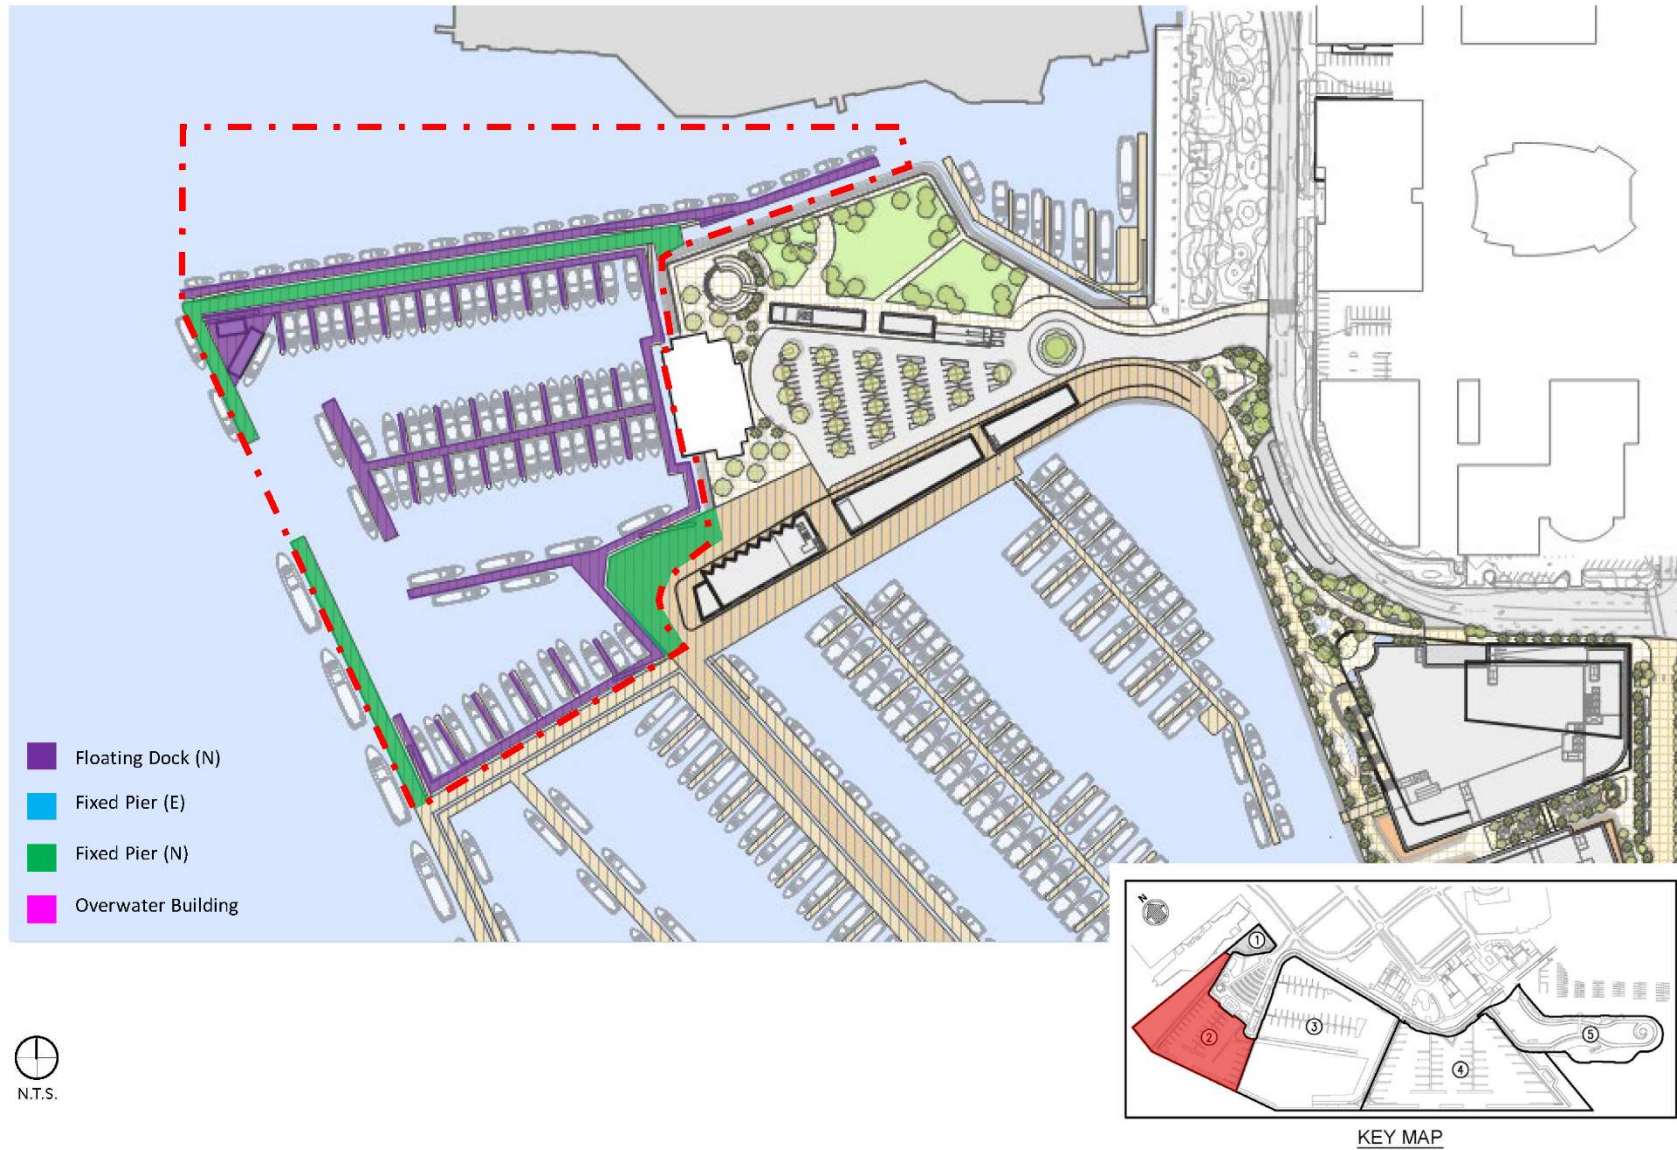 Floating Dock (N)
Fixed Pier (E)
Fixed Pier (N)
Overwater Building
N.T.S.
N
1
2
3
4
5
KEY MAP